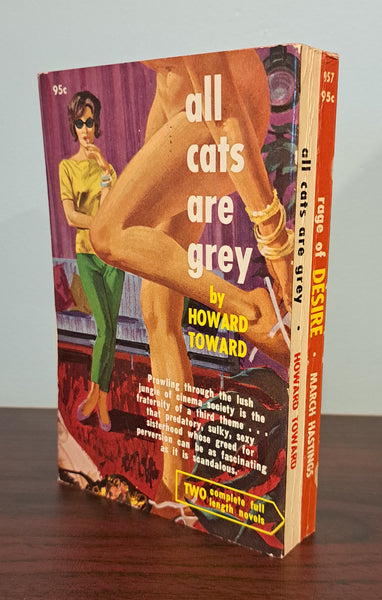 95c
all
cats
are
grey
by
HOWARD
TOWARD
Prowling through the lush
jungle of cinema society is the
fraternity of a third theme . . .
that predatory, sulky, sexy
sisterhood whose greed for
perversion can be as fascinating
as it is scandalous.
TWO complete full
length novels
all cats are grey • HOWARD TOWARD
957
95c
rage of DESIRE • MARCH HASTINGS